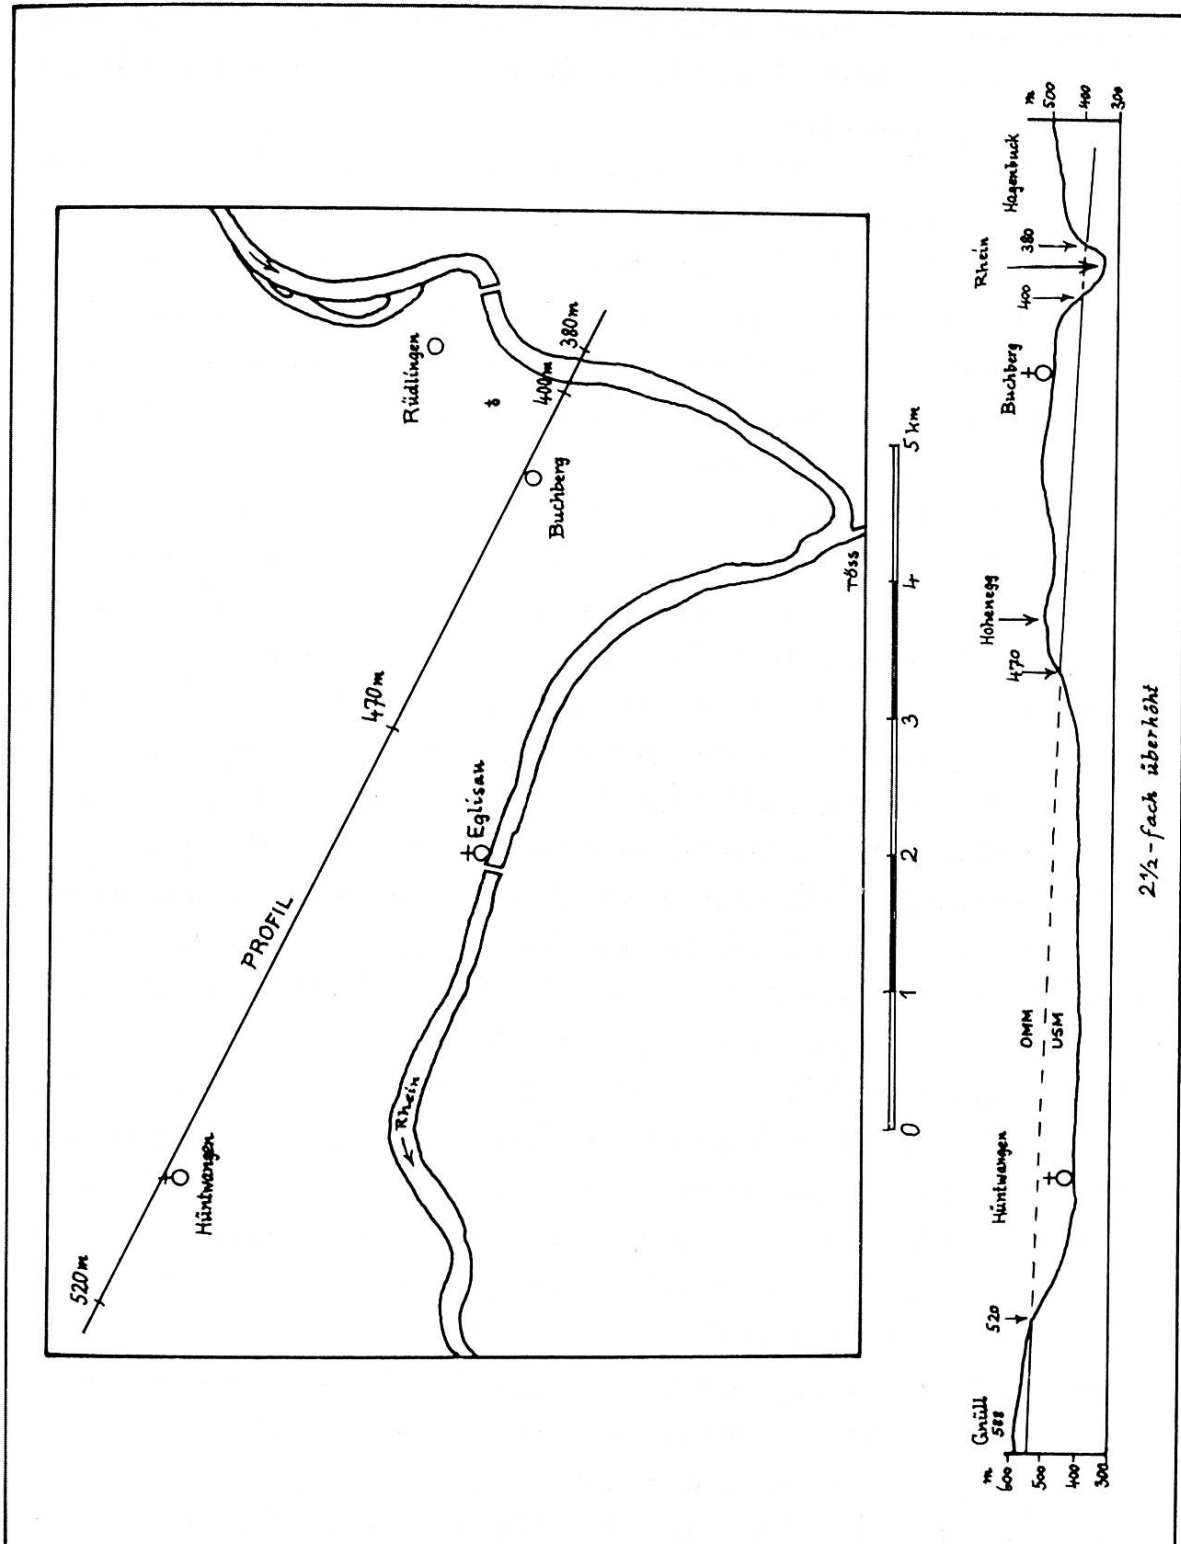 520m
Hüntwangen
PROFIL
Rhein
Eglisau
470m
Buchberg
400m
380m
Rüdlingen
Töss
0 1 2 3 4 5 km
Gnüll
588
520
Hüntwangen
OMM
USM
470
Hohenegg
Buchberg
400
Rhein
380
Hagenbuck
m
600
500
400
300
m
500
400
300
2½-fach überhöht